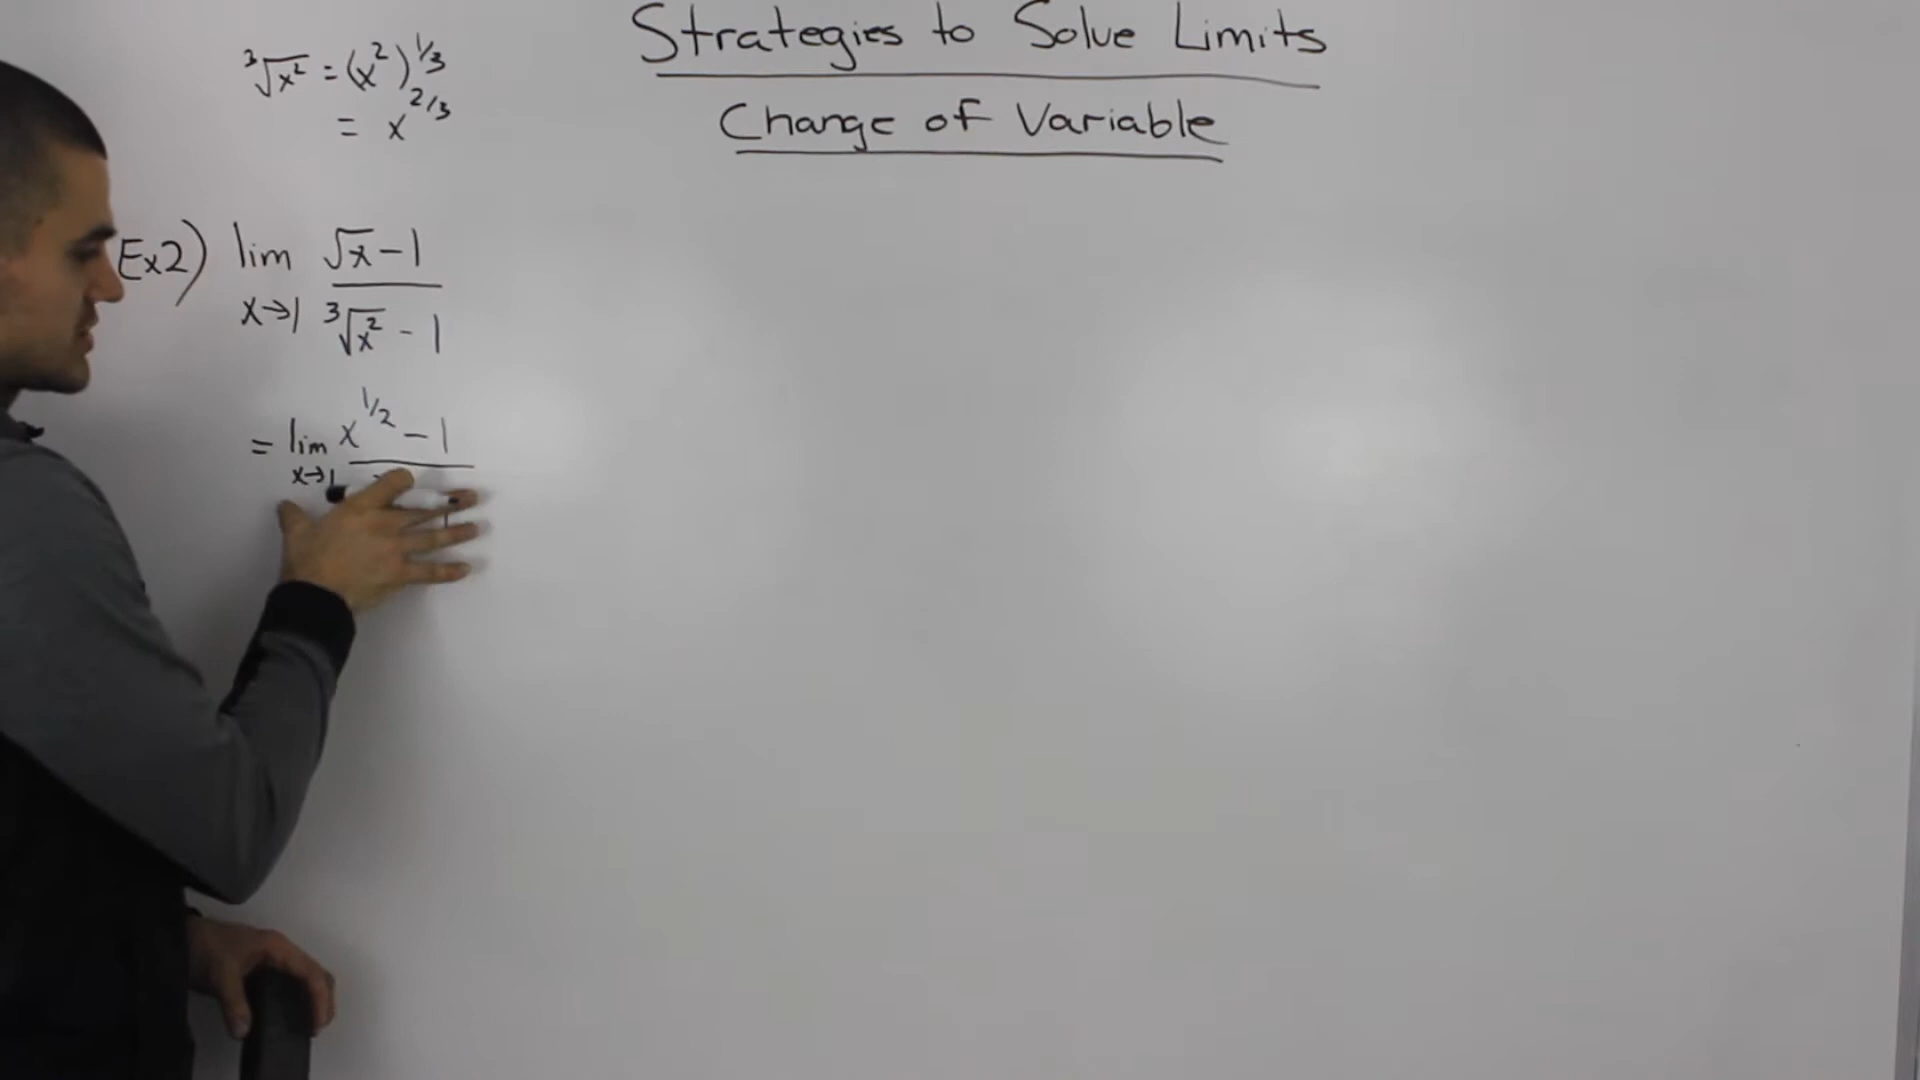 Strategies to Solve Limits
Change of Variable
∛x² = (x²)^1/3
= x^2/3
Ex2) lim √x - 1
x→1 ∛x² - 1
= lim x^1/2 - 1
x→1